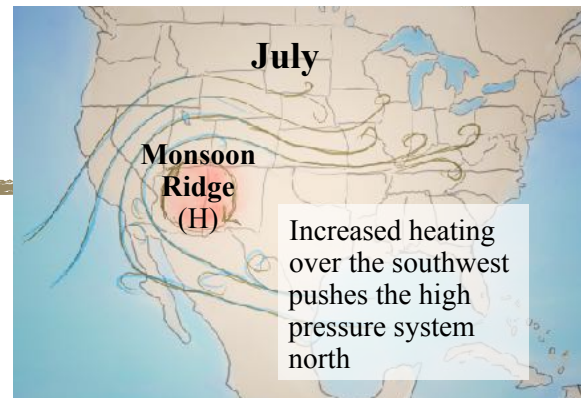 July
Monsoon
Ridge
(H)
Increased heating
over the southwest
pushes the high
pressure system
north